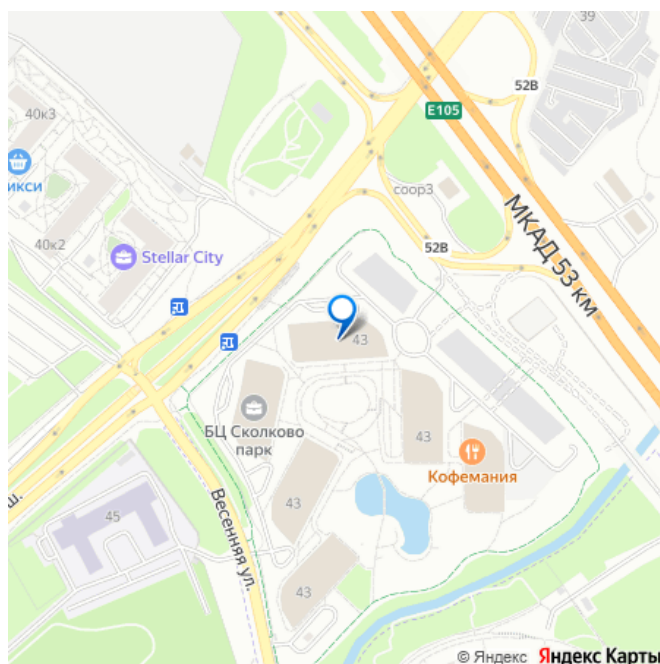 39
52В
E105
40к3
соор3
икси
40к2
Stellar City
52В
МКАД 53 км
43
БЦ Сколково
парк
43
Кофемания
ш.
45
Весенняя ул.
43
43
© Яндекс Яндекс Карты